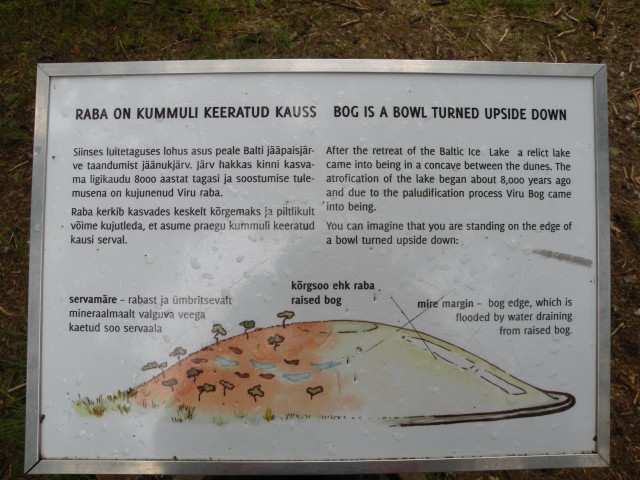 RABA ON KUMMULI KEERATUD KAUSS
Siinses luitetaguses lohus asus peale Balti jääpaisjär-
ve taandumist jäänukjärv. Järv hakkas kinni kasva-
ma ligikaudu 8000 aastat tagasi ja soostumise tule-
musena on kujunenud Viru raba.
Raba kerkib kasvades keskelt kõrgemaks ja piltlikult
võime kujutleda, et asume praegu kummuli keeratud
kausi serval.
BOG IS A BOWL TURNED UPSIDE DOWN
After the retreat of the Baltic Ice Lake a relict lake
came into being in a concave between the dunes. The
atrofication of the lake began about 8,000 years ago
and due to the paludification process Viru Bog came
into being.
You can imagine that you are standing on the edge of
a bowl turned upside down:
servamäre – rabast ja ümbritsevalt
mineraalmaalt valguva veega
kaetud soo servaala
kõrgsoo ehk raba
raised bog
mire margin - bog edge, which is
flooded by water draining
from raised bog.